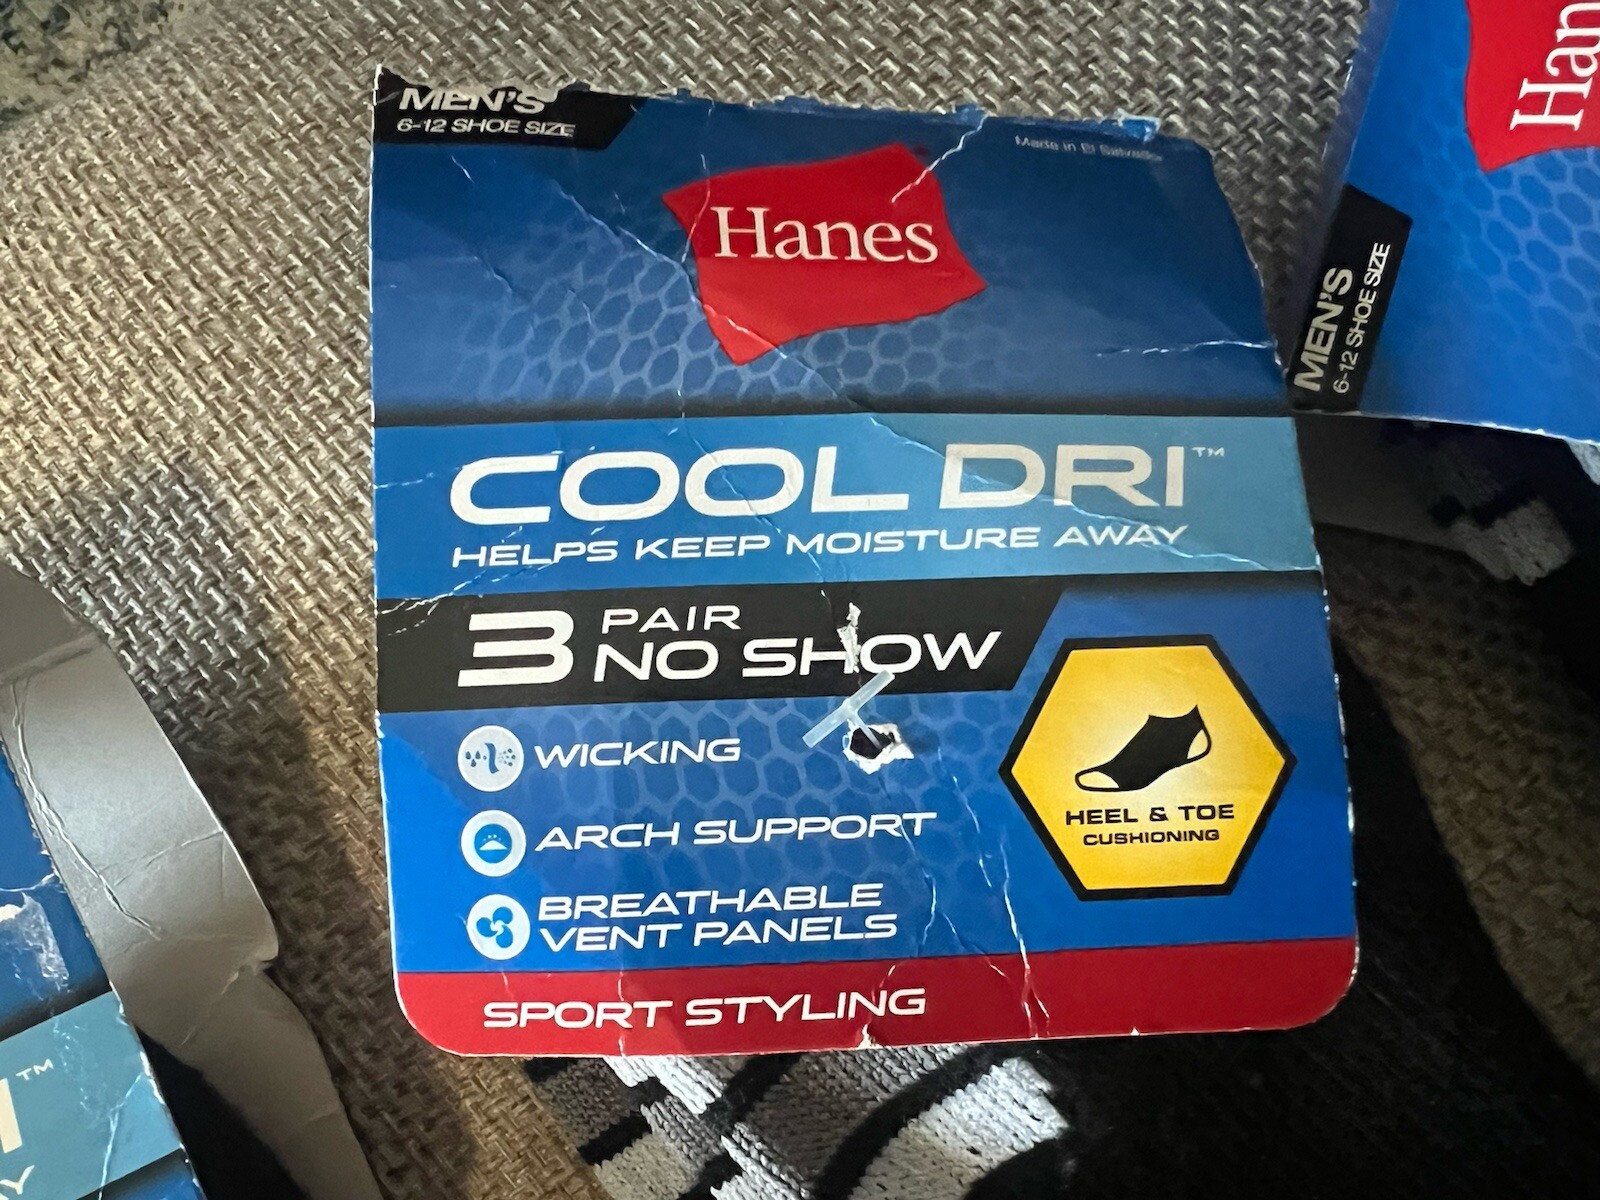 MEN'S
6-12 SHOE SIZE
Made in El Salvador
Hanes
COOL DRI™
HELPS KEEP MOISTURE AWAY
3 PAIR
NO SHOW
WICKING
ARCH SUPPORT
BREATHABLE
VENT PANELS
HEEL & TOE
CUSHIONING
SPORT STYLING
Han
MEN'S
6-12 SHOE SIZE
I™
Y